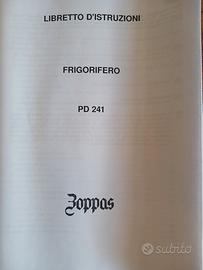 LIBRETTO D'ISTRUZIONI
FRIGORIFERO
PD 241
Zoppas
subito